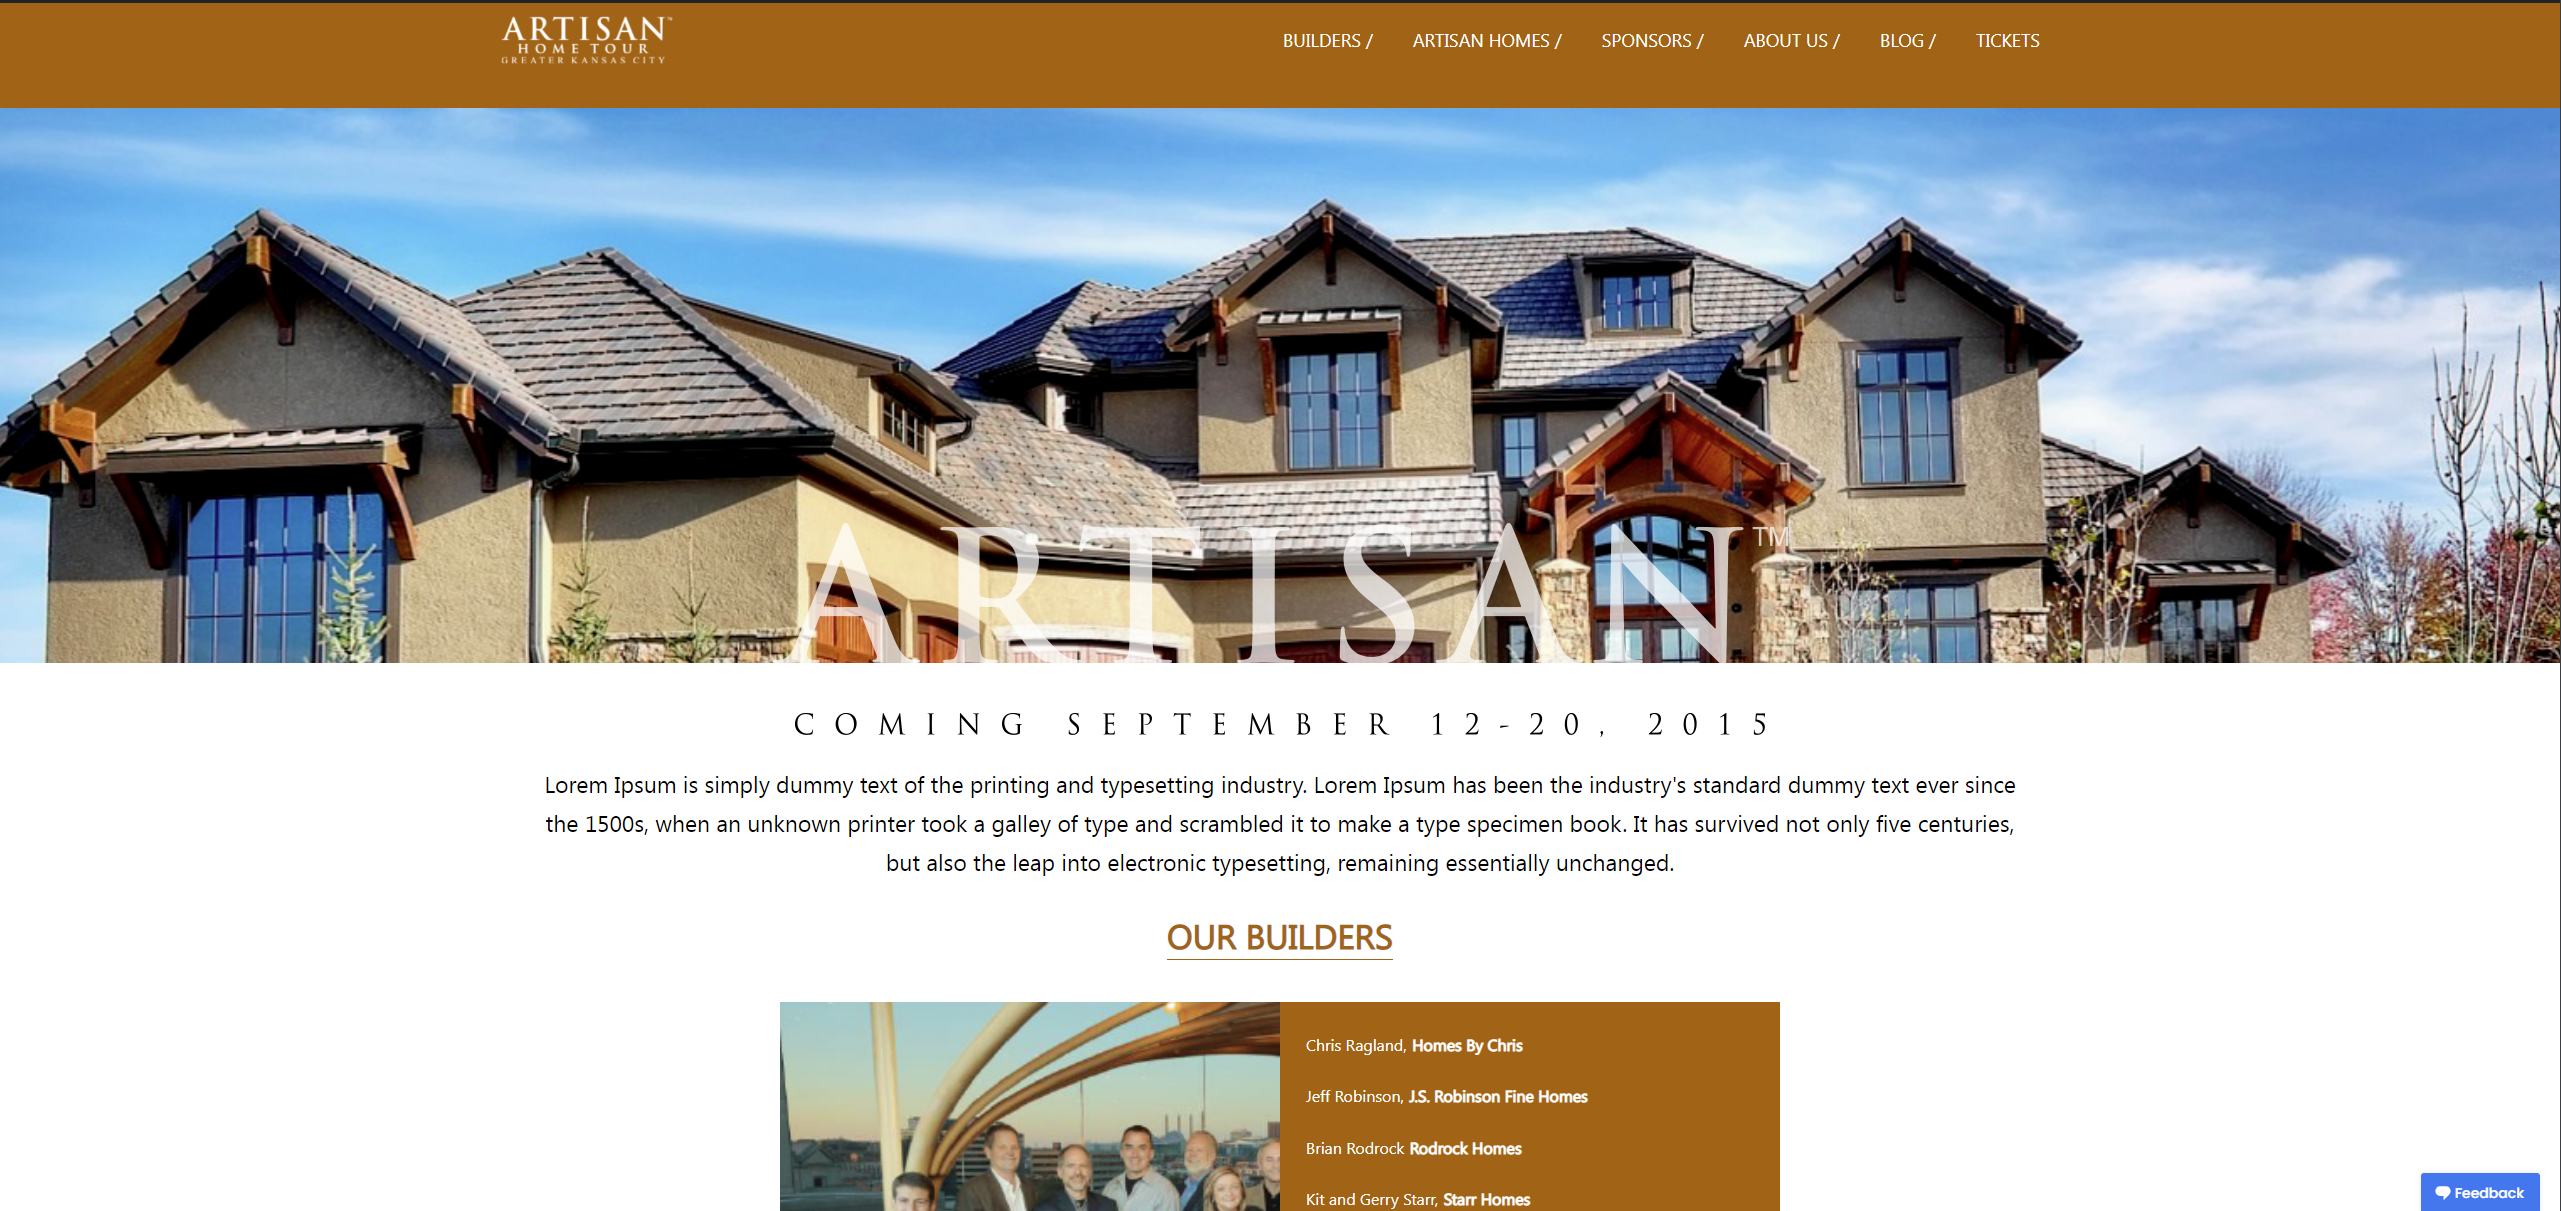 ARTISAN™
HOME TOUR
GREATER KANSAS CITY
BUILDERS / ARTISAN HOMES / SPONSORS / ABOUT US / BLOG / TICKETS
ARTISAN™
COMING SEPTEMBER 12-20, 2015
Lorem Ipsum is simply dummy text of the printing and typesetting industry. Lorem Ipsum has been the industry's standard dummy text ever since
the 1500s, when an unknown printer took a galley of type and scrambled it to make a type specimen book. It has survived not only five centuries,
but also the leap into electronic typesetting, remaining essentially unchanged.
OUR BUILDERS
Chris Ragland, Homes By Chris
Jeff Robinson, J.S. Robinson Fine Homes
Brian Rodrock Rodrock Homes
Kit and Gerry Starr, Starr Homes
Feedback